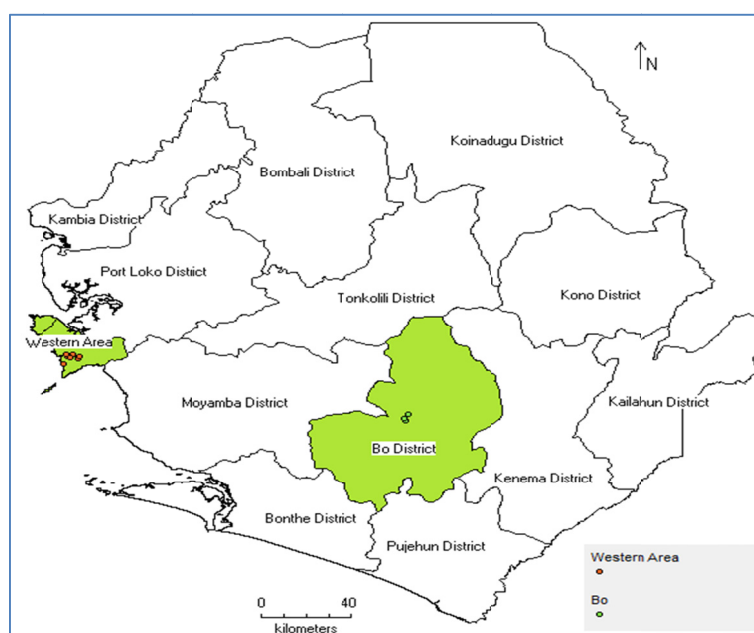 N
Koinadugu District
Bombali District
Kambia District
Port Loko District
Kono District
Tonkolili District
Western Area
Moyamba District
Kailahun District
Bo District
Kenema District
Bonthe District
Pujehun District
Western Area
Bo
0 40
kilometers